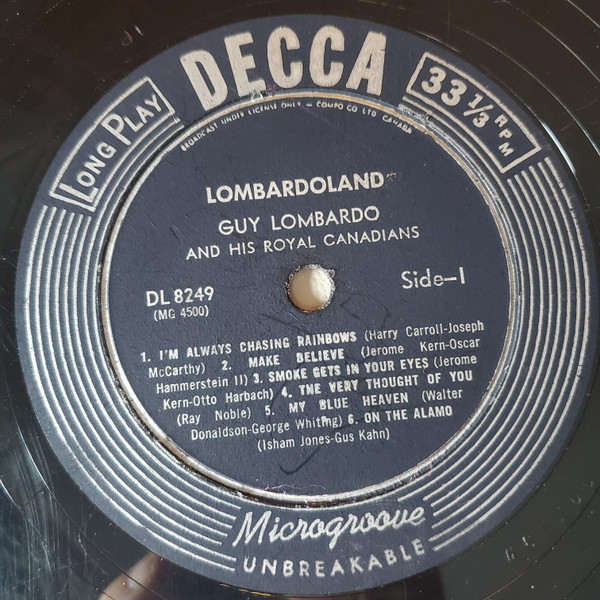 DECCA
LONG PLAY
33 1/3 RPM
BROADCAST UNDER LICENSE ONLY — COMPO CO. LTD. CANADA
LOMBARDOLAND
GUY LOMBARDO
AND HIS ROYAL CANADIANS
DL 8249
(MG 4500)
Side-1
1. I'M ALWAYS CHASING RAINBOWS (Harry Carroll-Joseph
McCarthy) 2. MAKE BELIEVE (Jerome Kern-Oscar
Hammerstein II) 3. SMOKE GETS IN YOUR EYES (Jerome
Kern-Otto Harbach) 4. THE VERY THOUGHT OF YOU
(Ray Noble) 5. MY BLUE HEAVEN (Walter
Donaldson-George Whiting) 6. ON THE ALAMO
(Isham Jones-Gus Kahn)
Microgroove
UNBREAKABLE